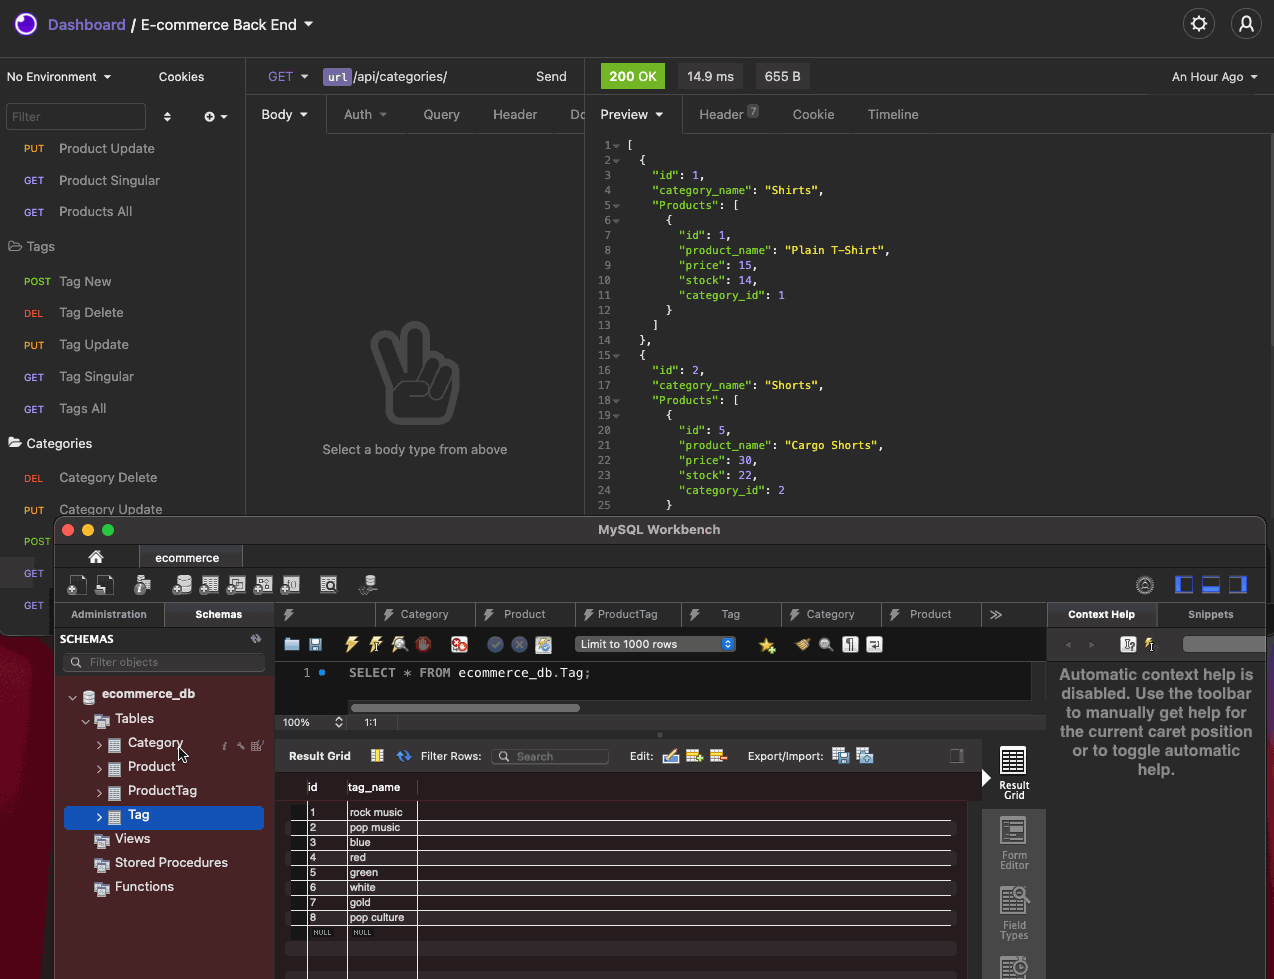 Dashboard / E-commerce Back End
No Environment
Cookies
GET url /api/categories/ Send
200 OK 14.9 ms 655 B
An Hour Ago
Filter
Body Auth Query Header Do
Preview Header 7 Cookie Timeline
PUT Product Update
GET Product Singular
GET Products All
Tags
POST Tag New
DEL Tag Delete
PUT Tag Update
GET Tag Singular
GET Tags All
Categories
DEL Category Delete
PUT Category Update
POST
GET
GET
Select a body type from above
1 [
2 {
3 "id": 1,
4 "category_name": "Shirts",
5 "Products": [
6 {
7 "id": 1,
8 "product_name": "Plain T-Shirt",
9 "price": 15,
10 "stock": 14,
11 "category_id": 1
12 }
13 ]
14 },
15 {
16 "id": 2,
17 "category_name": "Shorts",
18 "Products": [
19 {
20 "id": 5,
21 "product_name": "Cargo Shorts",
22 "price": 30,
23 "stock": 22,
24 "category_id": 2
25 }
MySQL Workbench
ecommerce
Administration Schemas
Category Product ProductTag Tag Category Product
Context Help Snippets
SCHEMAS
Filter objects
ecommerce_db
Tables
Category
Product
ProductTag
Tag
Views
Stored Procedures
Functions
Limit to 1000 rows
1 SELECT * FROM ecommerce_db.Tag;
100% 1:1
Result Grid Filter Rows: Search Edit: Export/Import:
id tag_name
1 rock music
2 pop music
3 blue
4 red
5 green
6 white
7 gold
8 pop culture
NULL NULL
Result
Grid
Form
Editor
Field
Types
Automatic context help is
disabled. Use the toolbar
to manually get help for
the current caret position
or to toggle automatic
help.